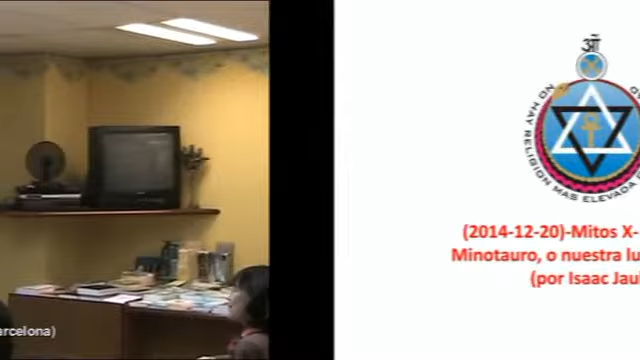 arcelona)
ओं
NO HAY RELIGION MAS ELEVADA
(2014-12-20)-Mitos X-
Minotauro, o nuestra lu
(por Isaac Jaul